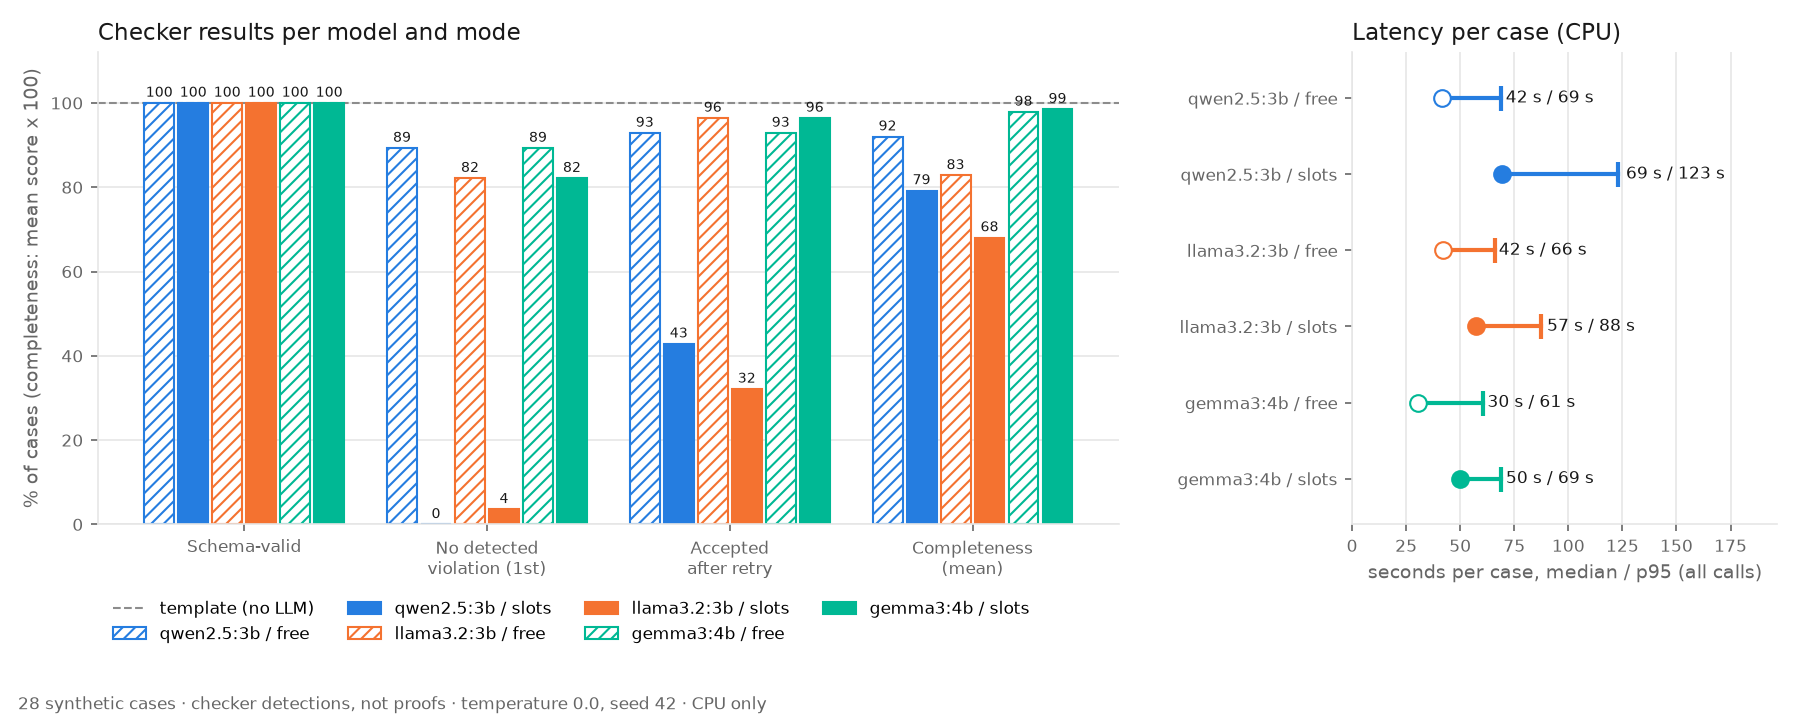 Checker results per model and mode
% of cases (completeness: mean score x 100)
100
80
60
40
20
0
100 100 100 100 100 100
89 0 82 4 89 82
93 43 96 32 93 96
92 79 83 68 98 99
Schema-valid
No detected
violation (1st)
Accepted
after retry
Completeness
(mean)
template (no LLM)
qwen2.5:3b / free
qwen2.5:3b / slots
llama3.2:3b / free
llama3.2:3b / slots
gemma3:4b / free
gemma3:4b / slots
Latency per case (CPU)
qwen2.5:3b / free 42 s / 69 s
qwen2.5:3b / slots 69 s / 123 s
llama3.2:3b / free 42 s / 66 s
llama3.2:3b / slots 57 s / 88 s
gemma3:4b / free 30 s / 61 s
gemma3:4b / slots 50 s / 69 s
0 25 50 75 100 125 150 175
seconds per case, median / p95 (all calls)
28 synthetic cases · checker detections, not proofs · temperature 0.0, seed 42 · CPU only